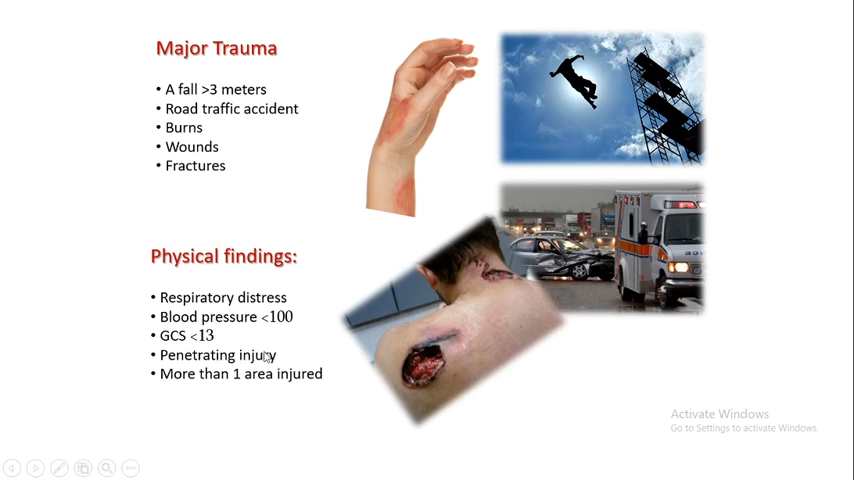 Major Trauma
• A fall >3 meters
• Road traffic accident
• Burns
• Wounds
• Fractures
Physical findings:
• Respiratory distress
• Blood pressure <100
• GCS <13
• Penetrating injury
• More than 1 area injured
Activate Windows
Go to Settings to activate Windows.